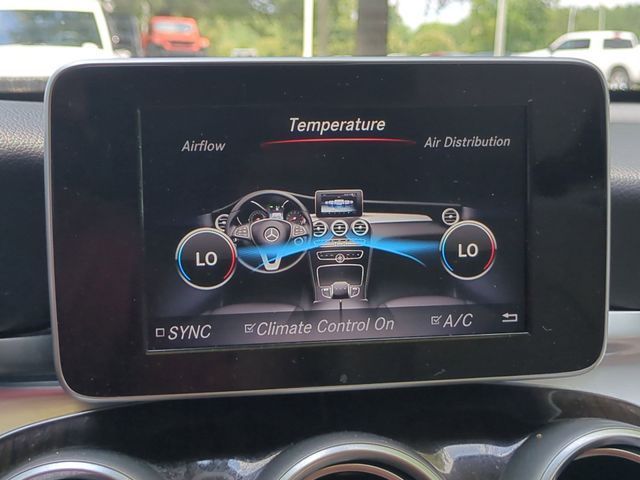 Temperature
Airflow
Air Distribution
LO
LO
SYNC
Climate Control On
A/C